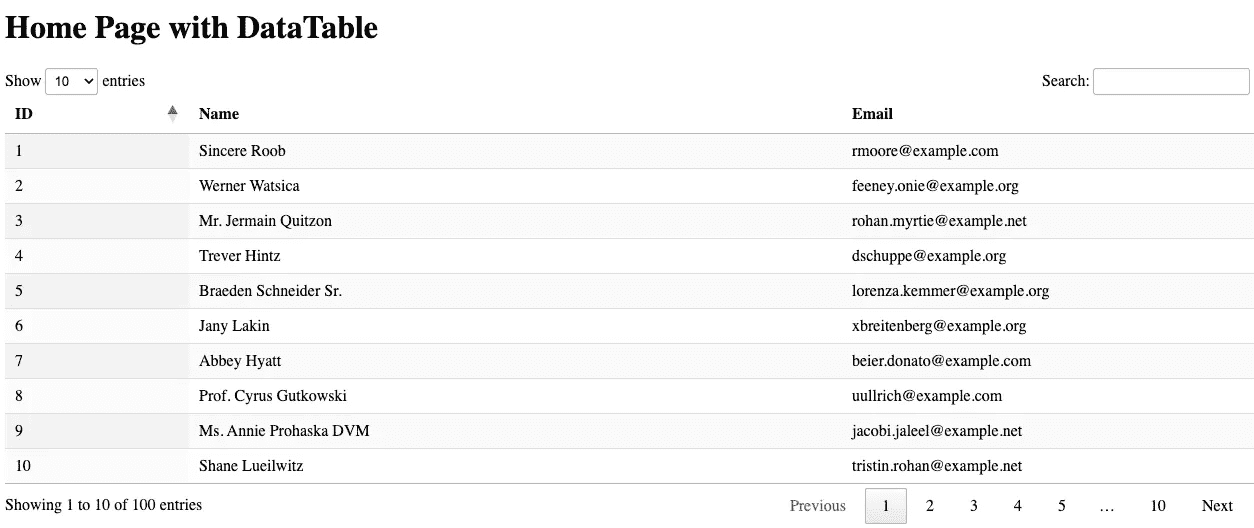 Home Page with DataTable
Show 10 entries Search:
ID Name Email
1 Sincere Roob rmoore@example.com
2 Werner Watsica feeney.onie@example.org
3 Mr. Jermain Quitzon rohan.myrtie@example.net
4 Trever Hintz dschuppe@example.org
5 Braeden Schneider Sr. lorenza.kemmer@example.org
6 Jany Lakin xbreitenberg@example.org
7 Abbey Hyatt beier.donato@example.com
8 Prof. Cyrus Gutkowski uullrich@example.com
9 Ms. Annie Prohaska DVM jacobi.jaleel@example.net
10 Shane Lueilwitz tristin.rohan@example.net
Showing 1 to 10 of 100 entries Previous 1 2 3 4 5 … 10 Next